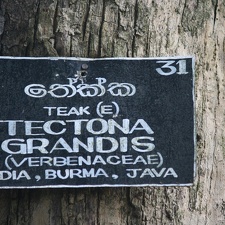 31
තේක්ක
TEAK (E)
TECTONA
GRANDIS
(VERBENACEAE)
DIA, BURMA, JAVA